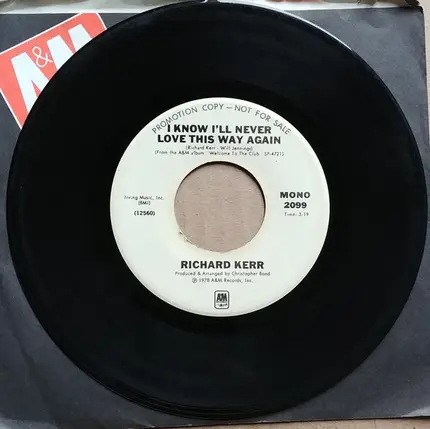 A&M
PROMOTION COPY — NOT FOR SALE
I KNOW I'LL NEVER
LOVE THIS WAY AGAIN
(Richard Kerr - Will Jennings)
(From the A&M album "Welcome To The Club" SP-4721)
Irving Music, Inc.
(BMI)
(12560)
MONO
2099
Time: 3:19
RICHARD KERR
Produced & Arranged by Christopher Bond
℗ 1978 A&M Records, Inc.
A&M